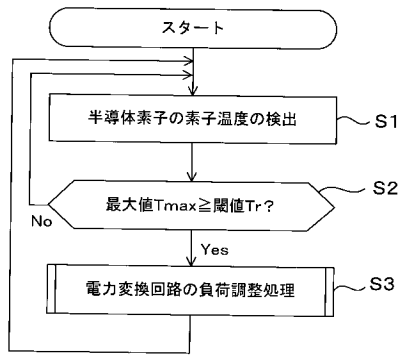 スタート
半導体素子の素子温度の検出
S1
最大値Tmax≧閾値Tr?
S2
No
Yes
電力変換回路の負荷調整処理
S3